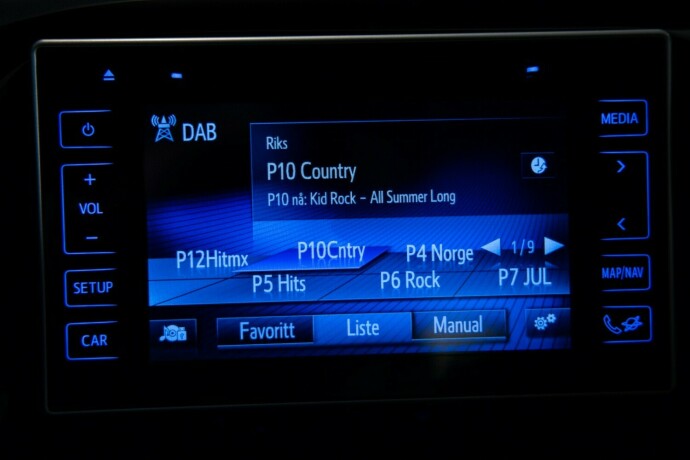 DAB
Riks
P10 Country
P10 nå: Kid Rock - All Summer Long
P12Hitmx P10Cntry P4 Norge 1/9
P5 Hits P6 Rock P7 JUL
Favoritt Liste Manual
VOL
SETUP
CAR
MEDIA
MAP/NAV